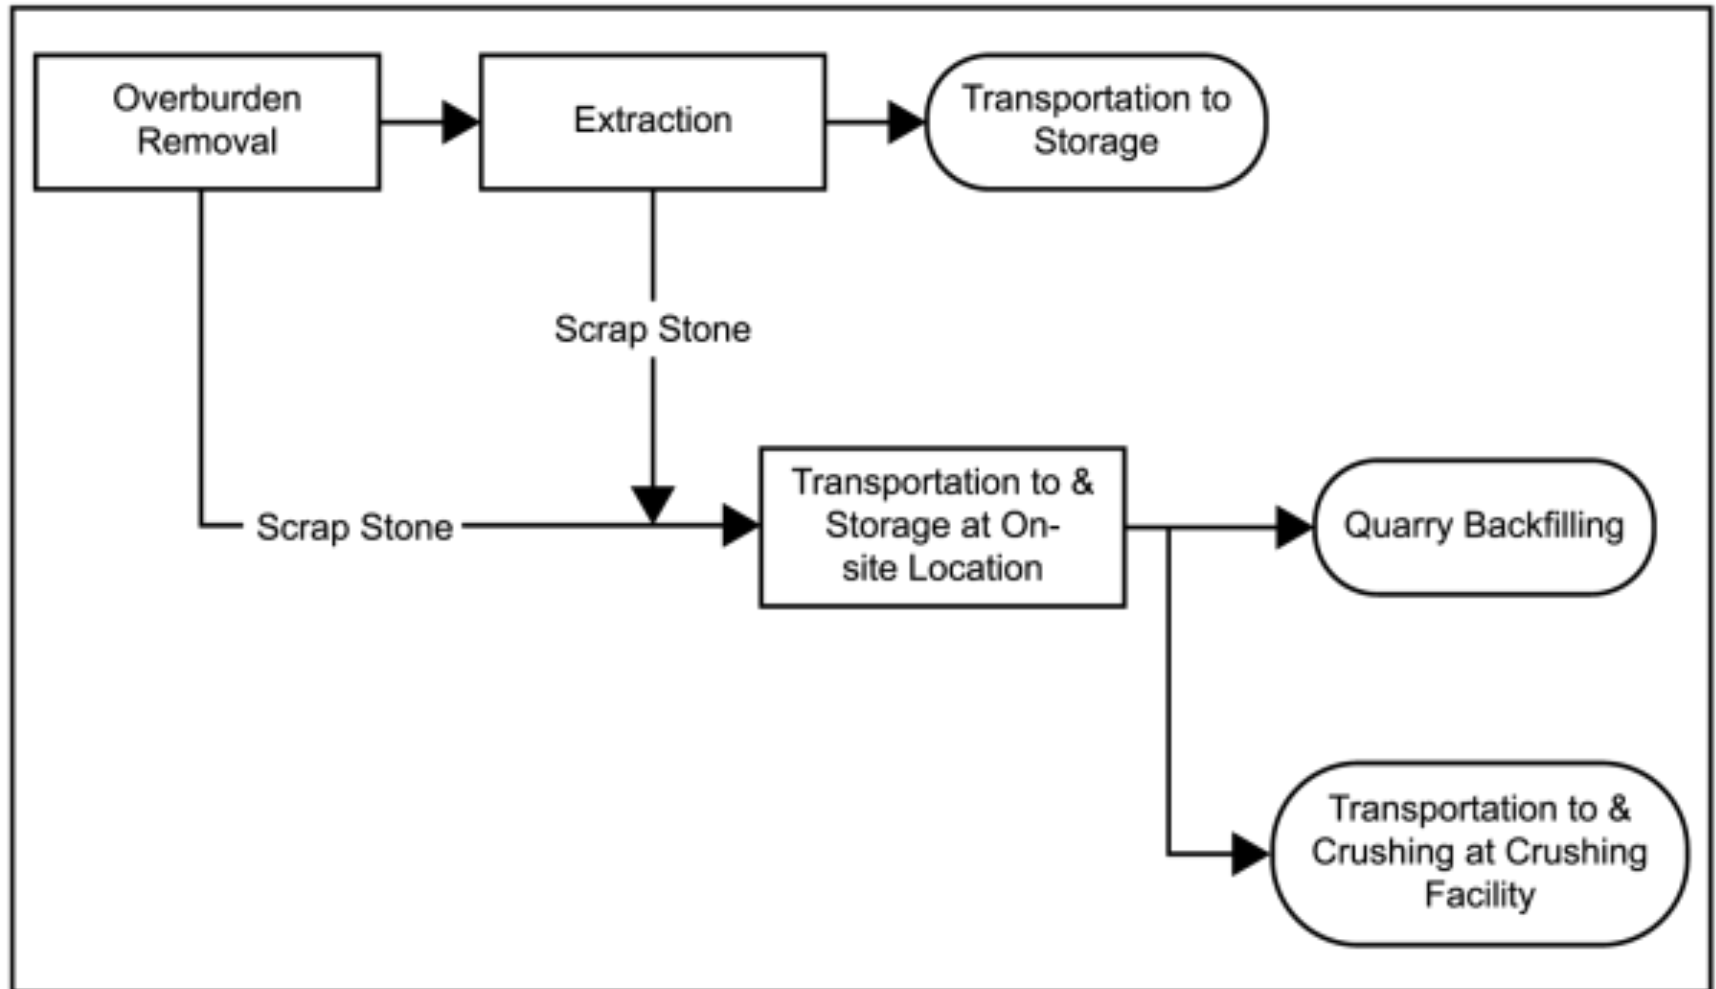 Overburden
Removal
Extraction
Transportation to
Storage
Scrap Stone
Scrap Stone
Transportation to &
Storage at On-
site Location
Quarry Backfilling
Transportation to &
Crushing at Crushing
Facility